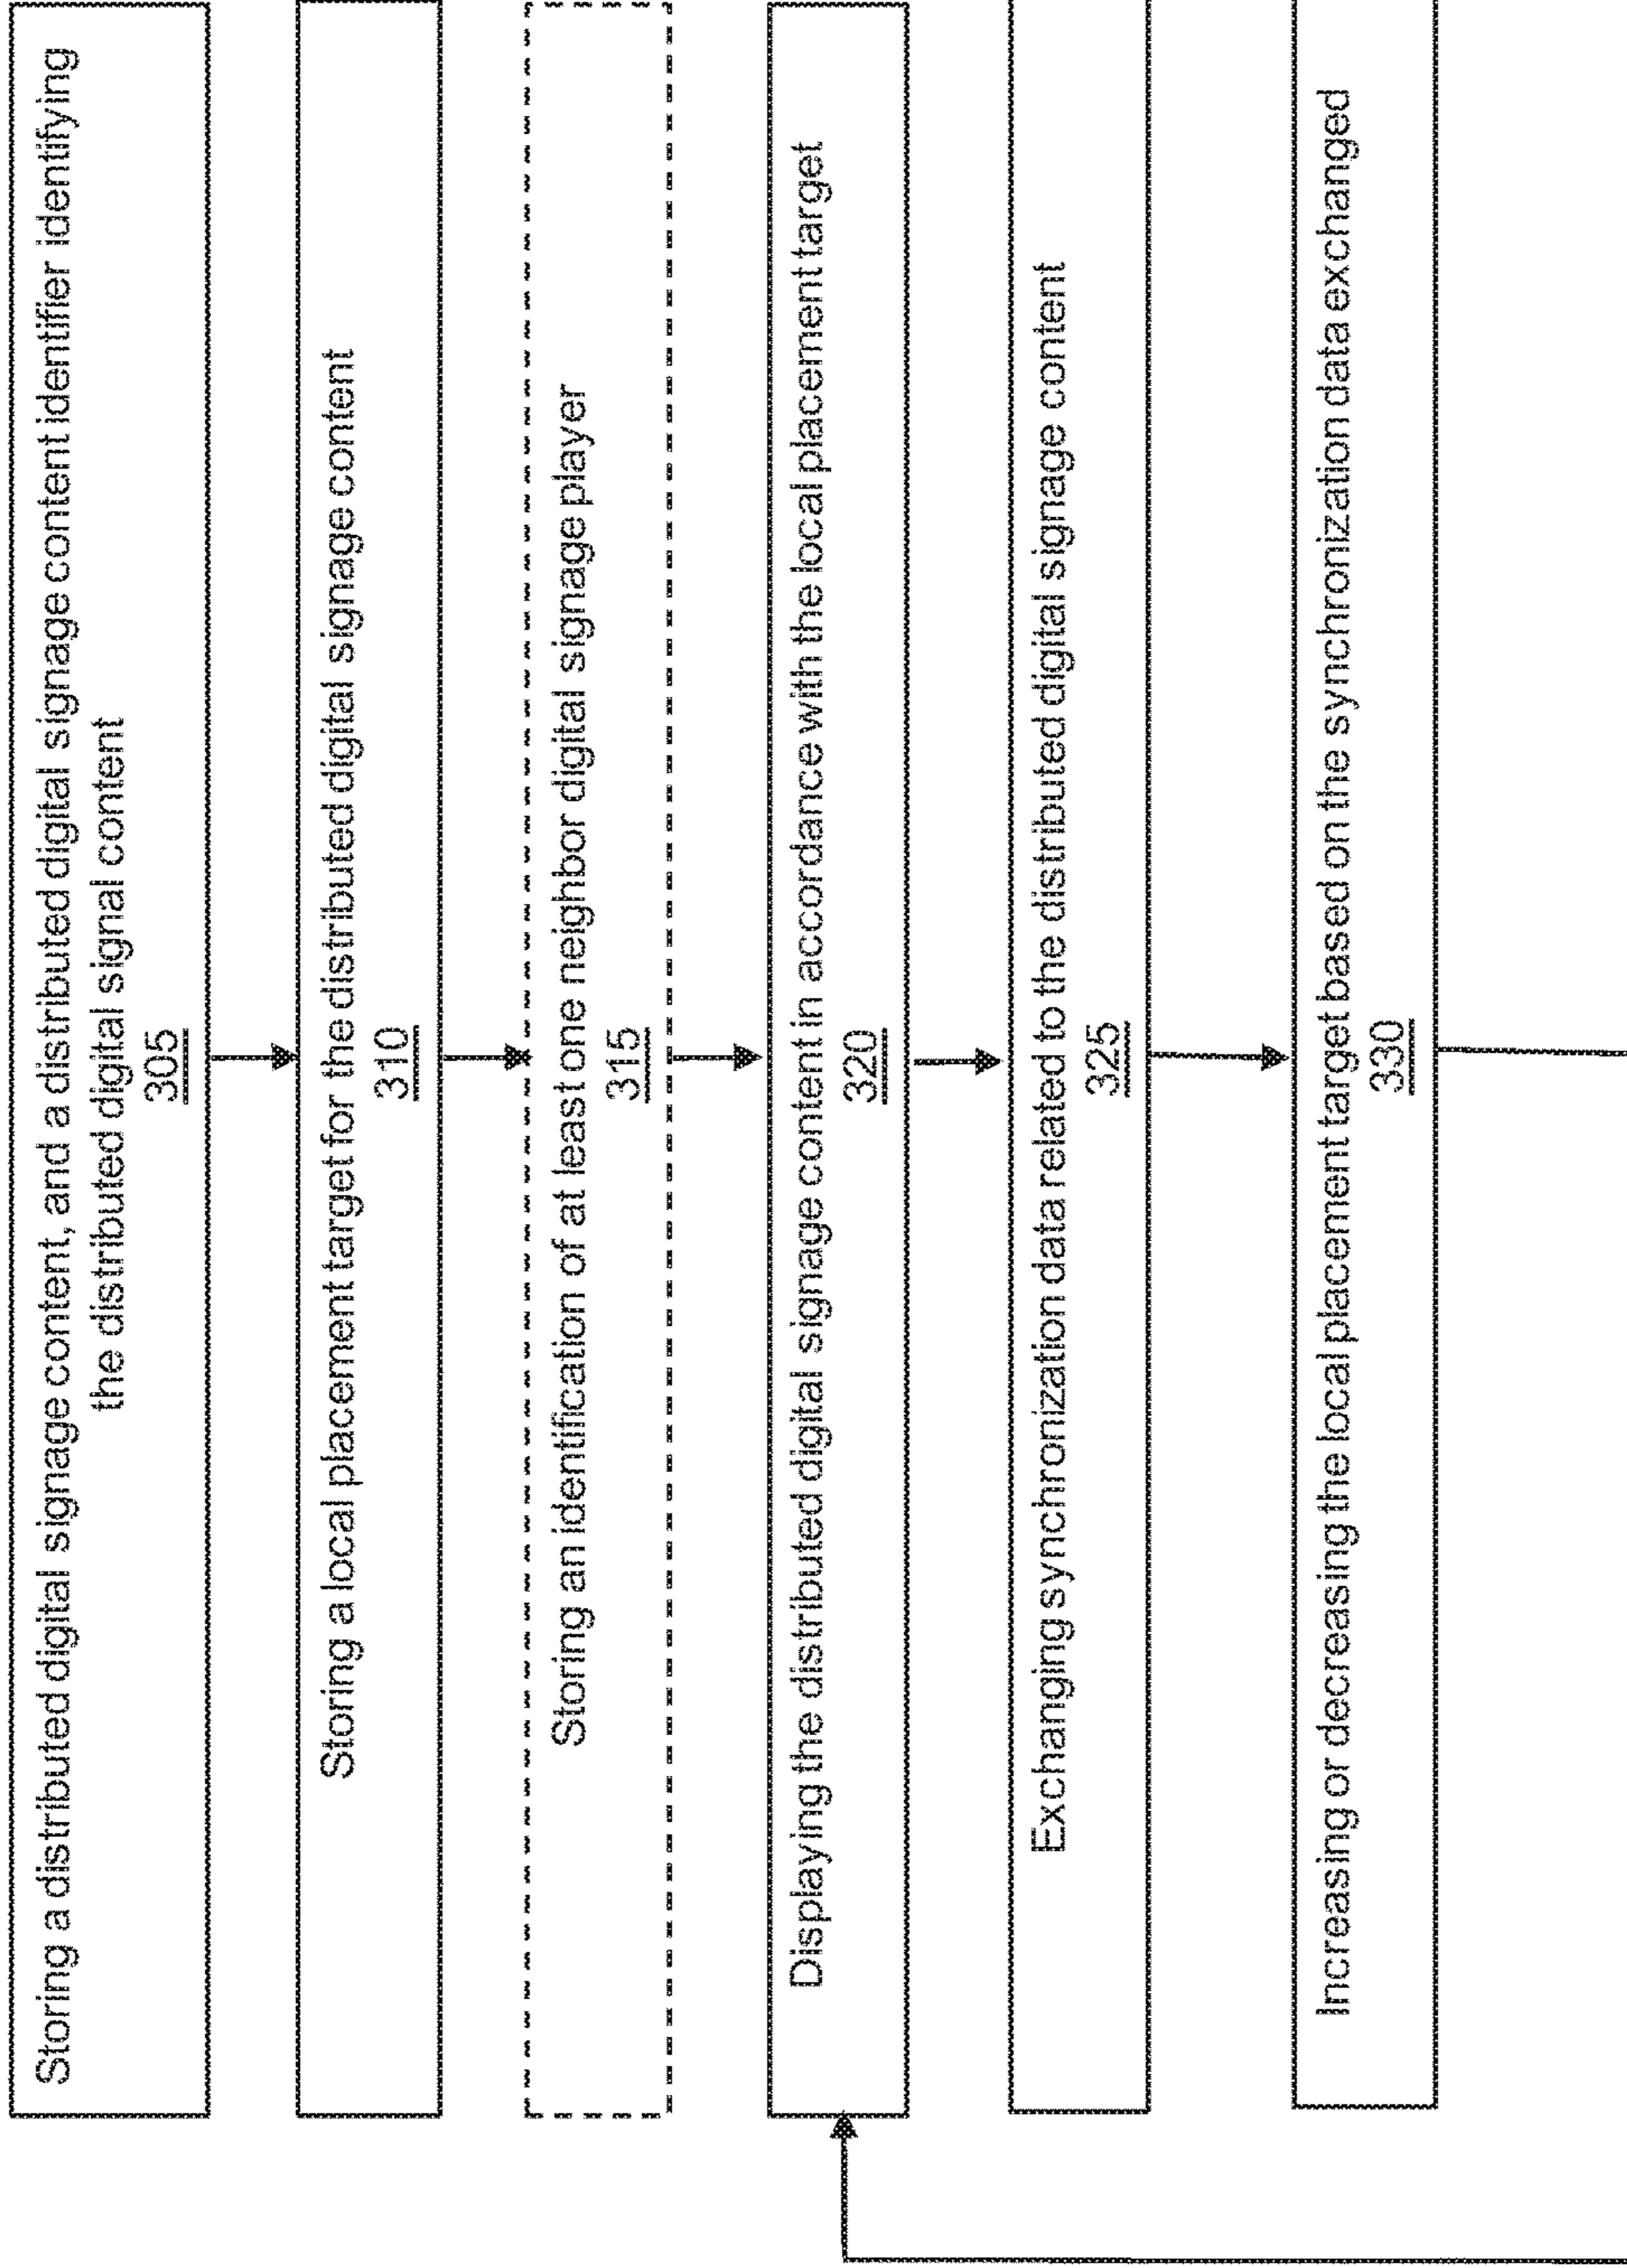 Storing a distributed digital signage content, and a distributed digital signage content identifier identifying
the distributed digital signal content
305
Storing a local placement target for the distributed digital signage content
310
Storing an identification of at least one neighbor digital signage player
315
Displaying the distributed digital signage content in accordance with the local placement target
320
Exchanging synchronization data related to the distributed digital signage content
325
Increasing or decreasing the local placement target based on the synchronization data exchanged
330